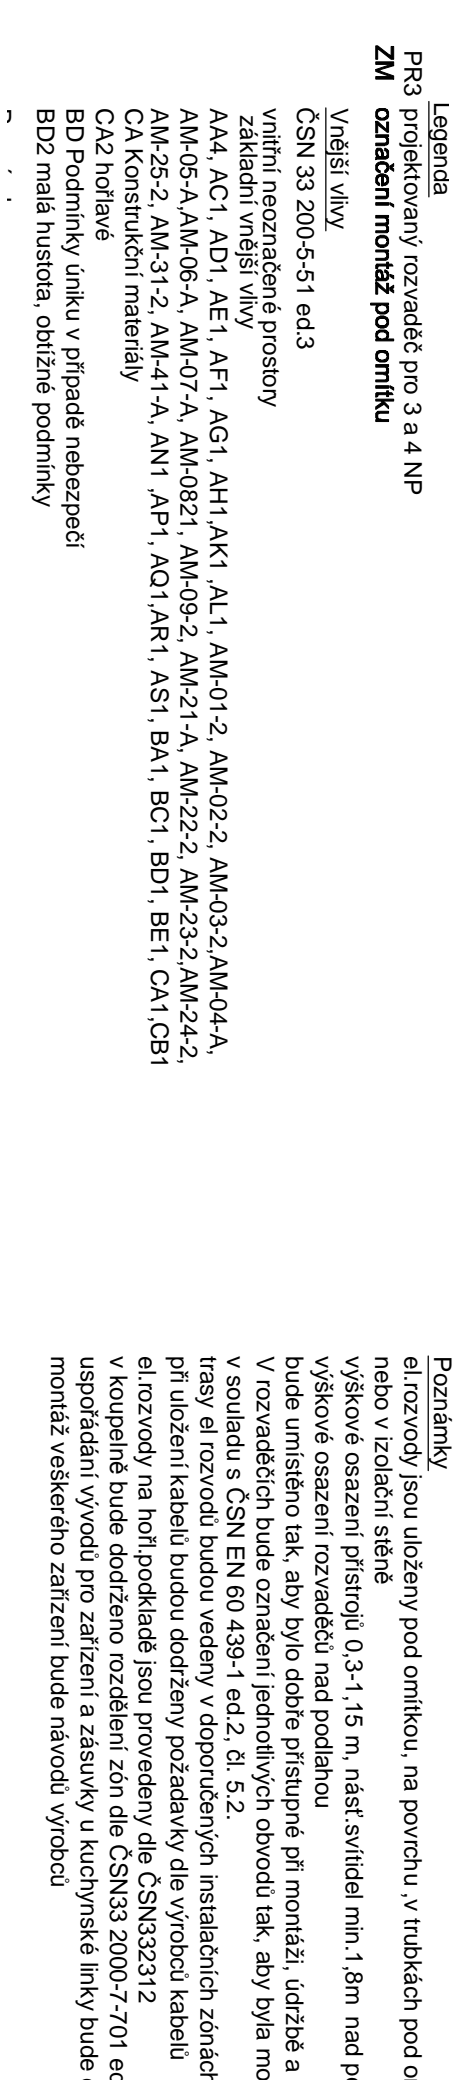 Legenda
PR3 projektovaný rozvaděč pro 3 a 4 NP
ZM označení montáž pod omítku
Vnější vlivy
ČSN 33 200-5-51 ed.3
vnitřní neoznačené prostory
základní vnější vlivy
AA4, AC1, AD1, AE1, AF1, AG1, AH1,AK1 ,AL1, AM-01-2, AM-02-2, AM-03-2,AM-04-A,
AM-05-A,AM-06-A, AM-07-A, AM-0821, AM-09-2, AM-21-A, AM-22-2, AM-23-2,AM-24-2,
AM-25-2, AM-31-2, AM-41-A, AN1 ,AP1, AQ1,AR1, AS1, BA1, BC1, BD1, BE1, CA1,CB1
CA Konstrukční materiály
CA2 hořlavé
BD Podmínky úniku v případě nebezpečí
BD2 malá hustota, obtížné podmínky
Poznámky
el.rozvody jsou uloženy pod omítkou, na povrchu ,v trubkách pod
nebo v izolační stěně
výškové osazení přístrojů 0,3-1,15 m, násť.svítidel min.1,8m nad
výškové osazení rozvaděčů nad podlahou
bude umístěno tak, aby bylo dobře přístupné při montáži, údržbě a
V rozvaděčích bude označení jednotlivých obvodů tak, aby byla
v souladu s ČSN EN 60 439-1 ed.2, čl. 5.2.
trasy el rozvodů budou vedeny v doporučených instalačních zónách
při uložení kabelů budou dodrženy požadavky dle výrobců kabelů
el.rozvody na hořl.podkladě jsou provedeny dle ČSN332312
v koupelně bude dodrženo rozdělení zón dle ČSN33 2000-7-701
uspořádání vývodů pro zařízení a zásuvky u kuchynské linky bude
montáž veškerého zařízení bude návodů výrobců